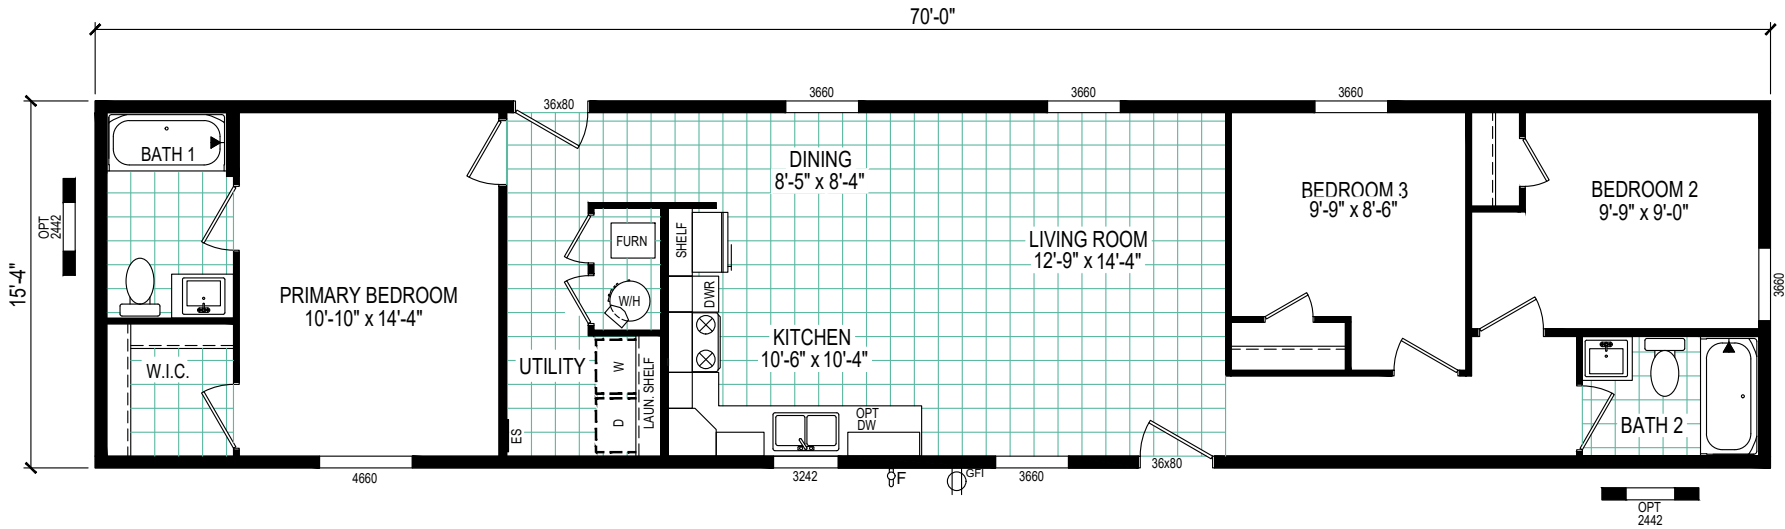 70'-0"
36x80
3660
3660
3660
15'-4"
OPT
2442
BATH 1
DINING
8'-5" x 8'-4"
BEDROOM 3
9'-9" x 8'-6"
BEDROOM 2
9'-9" x 9'-0"
FURN
SHELF
LIVING ROOM
12'-9" x 14'-4"
PRIMARY BEDROOM
10'-10" x 14'-4"
W/H
DWR
3660
KITCHEN
10'-6" x 10'-4"
W.I.C.
UTILITY
W
LAUN. SHELF
D
ES
OPT
DW
BATH 2
4660
3242
F
GFI
3660
36x80
OPT
2442